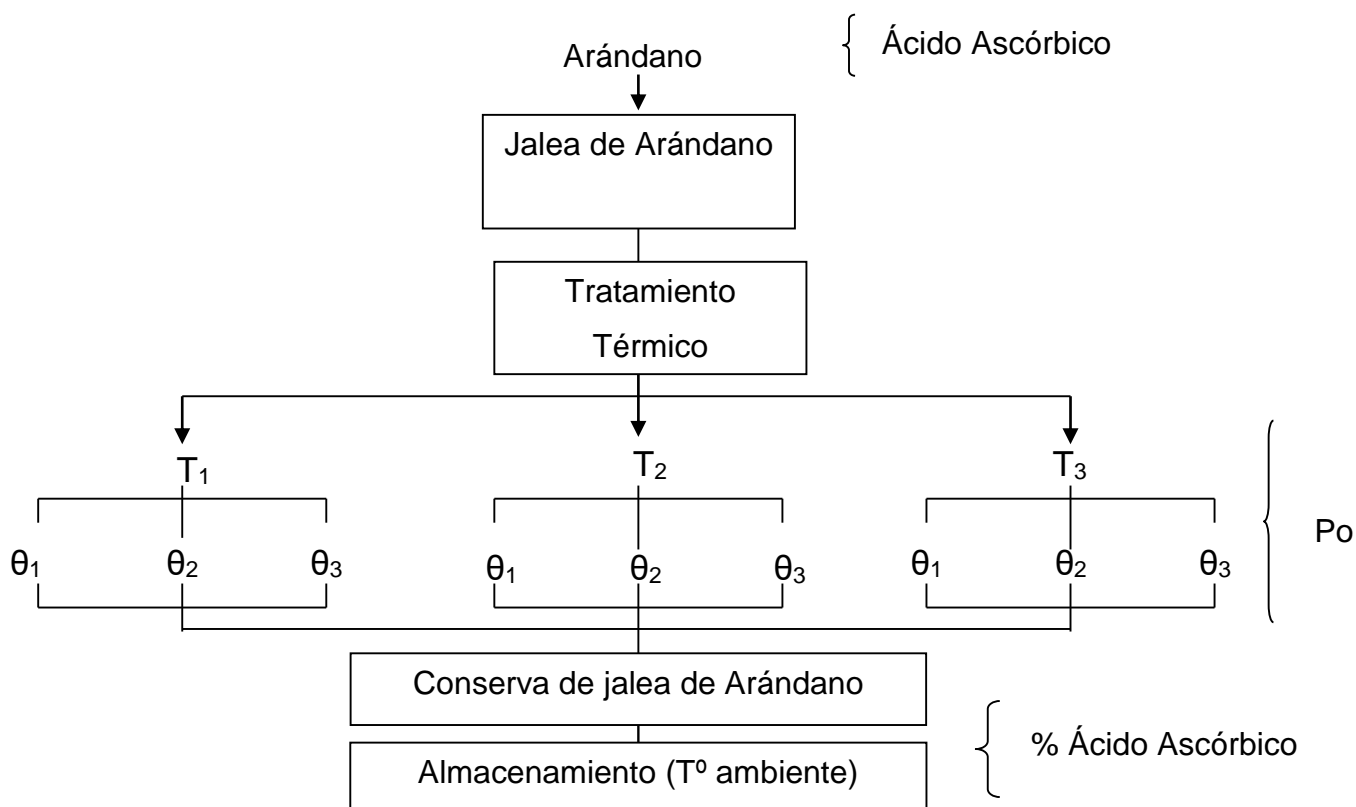 Ácido Ascórbico
Arándano
Jalea de Arándano
Tratamiento
Térmico
T₁ T₂ T₃
θ₁ θ₂ θ₃ θ₁ θ₂ θ₃ θ₁ θ₂ θ₃
Po
Conserva de jalea de Arándano
% Ácido Ascórbico
Almacenamiento (Tº ambiente)